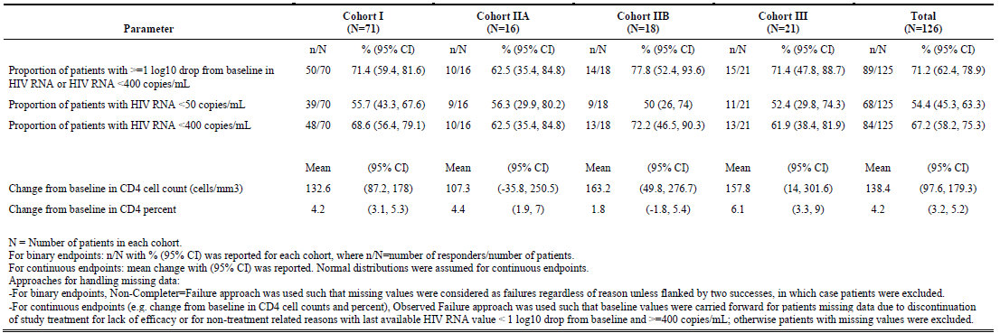 Parameter Cohort I (N=71) Cohort IIA (N=16) Cohort IIB (N=18) Cohort III (N=21) Total (N=126)
n/N % (95% CI) n/N % (95% CI) n/N % (95% CI) n/N % (95% CI) n/N % (95% CI)
Proportion of patients with >=1 log10 drop from baseline in HIV RNA or HIV RNA <400 copies/mL 50/70 71.4 (59.4, 81.6) 10/16 62.5 (35.4, 84.8) 14/18 77.8 (52.4, 93.6) 15/21 71.4 (47.8, 88.7) 89/125 71.2 (62.4, 78.9)
Proportion of patients with HIV RNA <50 copies/mL 39/70 55.7 (43.3, 67.6) 9/16 56.3 (29.9, 80.2) 9/18 50 (26, 74) 11/21 52.4 (29.8, 74.3) 68/125 54.4 (45.3, 63.3)
Proportion of patients with HIV RNA <400 copies/mL 48/70 68.6 (56.4, 79.1) 10/16 62.5 (35.4, 84.8) 13/18 72.2 (46.5, 90.3) 13/21 61.9 (38.4, 81.9) 84/125 67.2 (58.2, 75.3)
Mean (95% CI) Mean (95% CI) Mean (95% CI) Mean (95% CI) Mean (95% CI)
Change from baseline in CD4 cell count (cells/mm3) 132.6 (87.2, 178) 107.3 (-35.8, 250.5) 163.2 (49.8, 276.7) 157.8 (14, 301.6) 138.4 (97.6, 179.3)
Change from baseline in CD4 percent 4.2 (3.1, 5.3) 4.4 (1.9, 7) 1.8 (-1.8, 5.4) 6.1 (3.3, 9) 4.2 (3.2, 5.2)
N = Number of patients in each cohort.
For binary endpoints: n/N with % (95% CI) was reported for each cohort, where n/N=number of responders/number of patients.
For continuous endpoints: mean change with (95% CI) was reported. Normal distributions were assumed for continuous endpoints.
Approaches for handling missing data:
-For binary endpoints, Non-Completer=Failure approach was used such that missing values were considered as failures regardless of reason unless flanked by two successes, in which case patients were excluded.
-For continuous endpoints (e.g. change from baseline in CD4 cell counts and percent), Observed Failure approach was used such that baseline values were carried forward for patients missing data due to discontinuation
of study treatment for lack of efficacy or for non-treatment related reasons with last available HIV RNA value < 1 log10 drop from baseline and >=400 copies/mL; otherwise patients with missing values were excluded.